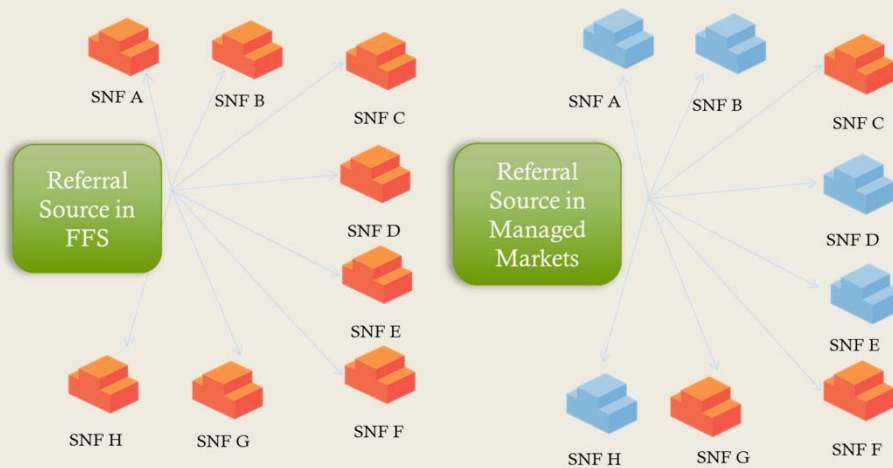 SNF A
SNF B
SNF C
Referral
Source in
FFS
SNF D
SNF E
SNF F
SNF G
SNF H
SNF A
SNF B
SNF C
Referral
Source in
Managed
Markets
SNF D
SNF E
SNF F
SNF G
SNF H